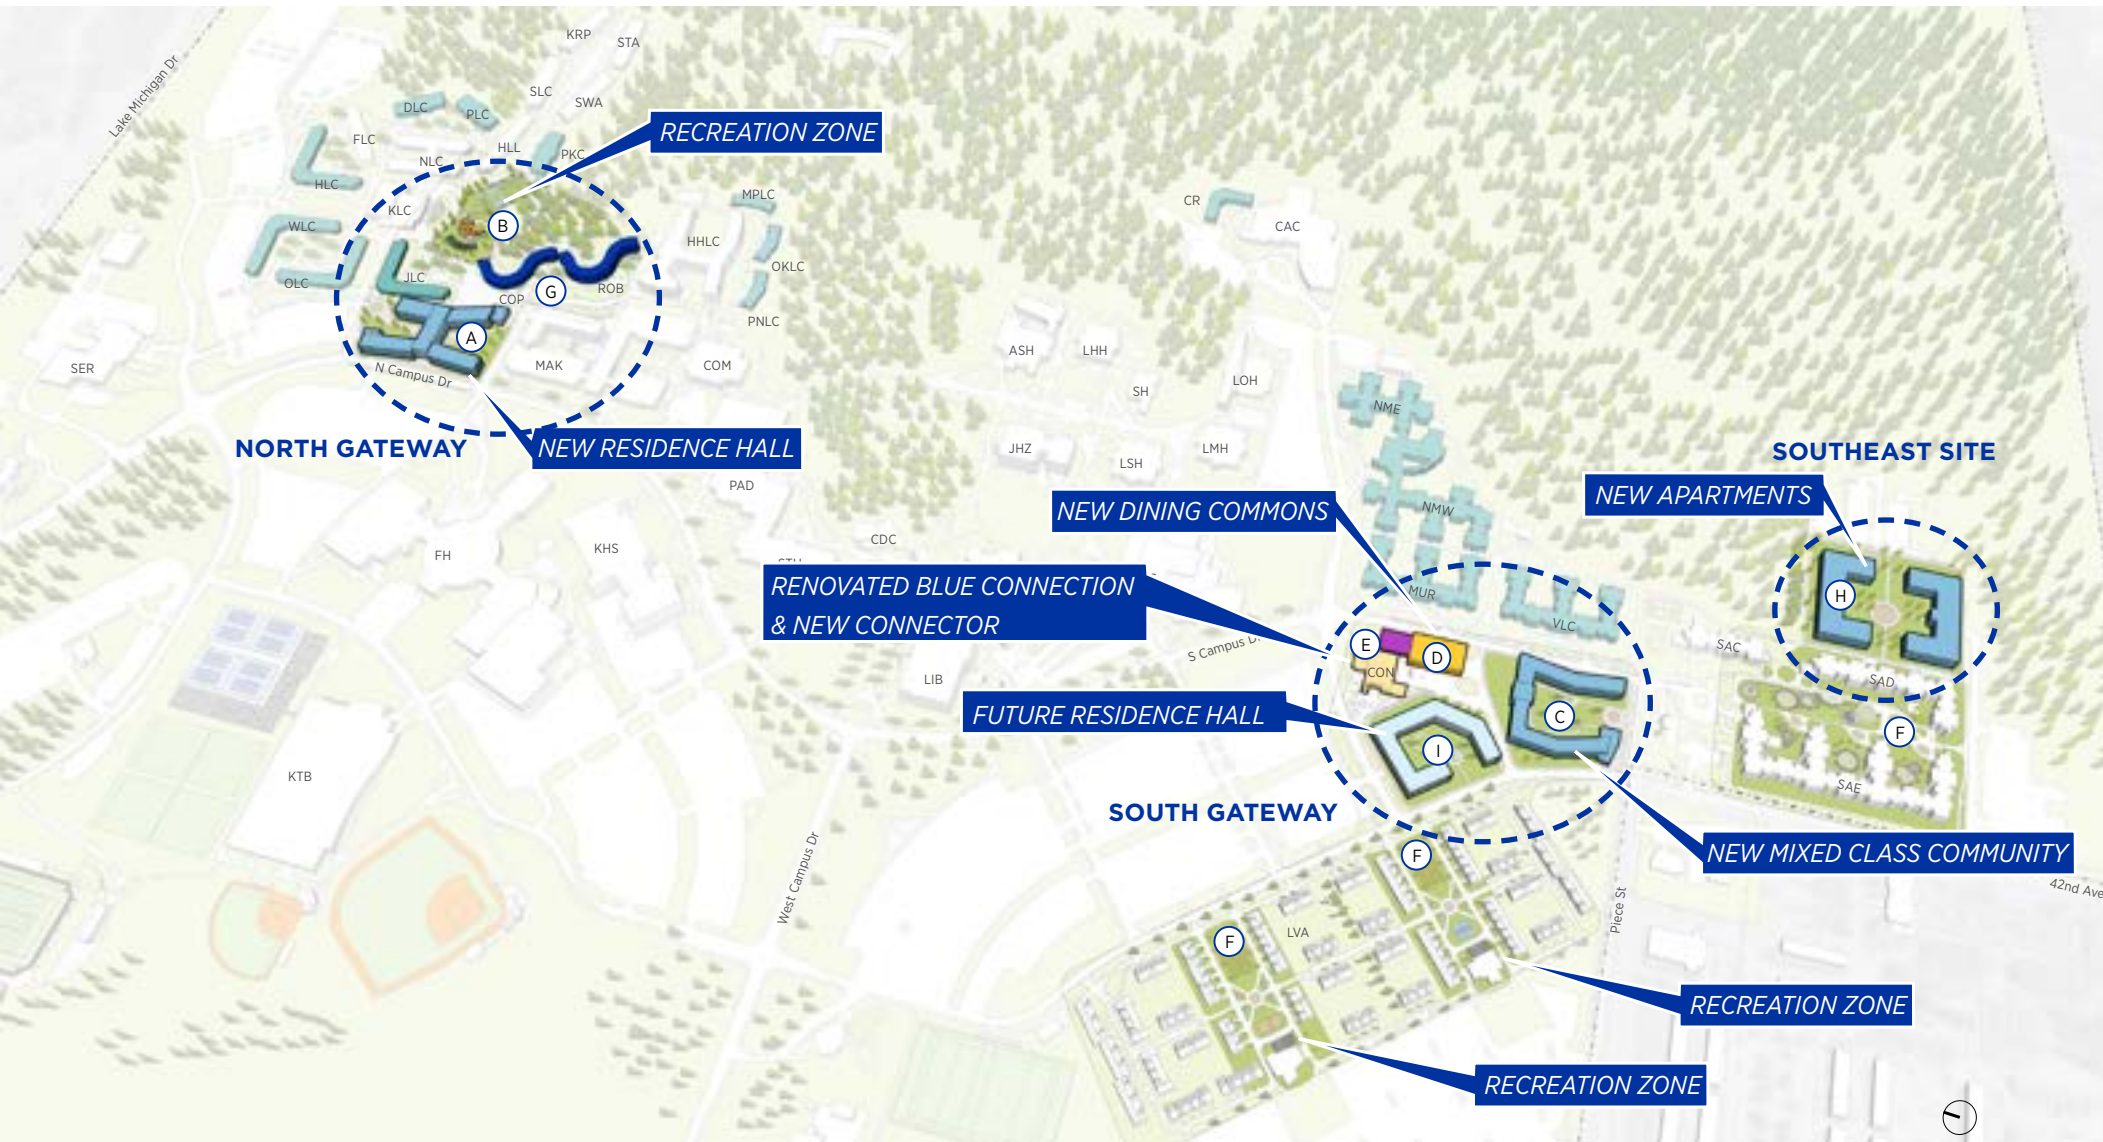 KRP
STA
Lake Michigan Dr
SLC
SWA
DLC
PLC
RECREATION ZONE
FLC
HLL
NLC
PKC
HLC
MPLC
CR
KLC
B
WLC
CAC
HHLC
OKLC
JLC
OLC
G
ROB
COP
PNLC
A
ASH
LHH
SER
N Campus Dr
MAK
COM
LOH
SH
NME
NORTH GATEWAY
NEW RESIDENCE HALL
JHZ
LMH
LSH
SOUTHEAST SITE
PAD
NEW APARTMENTS
NEW DINING COMMONS
NMW
CDC
FH
KHS
RENOVATED BLUE CONNECTION
& NEW CONNECTOR
MUR
H
VLC
S Campus
E
D
SAC
CON
LIB
SAD
FUTURE RESIDENCE HALL
C
F
I
KTB
SAE
SOUTH GATEWAY
F
NEW MIXED CLASS COMMUNITY
West Campus Dr
42nd Ave
Piece St
F
LVA
RECREATION ZONE
RECREATION ZONE